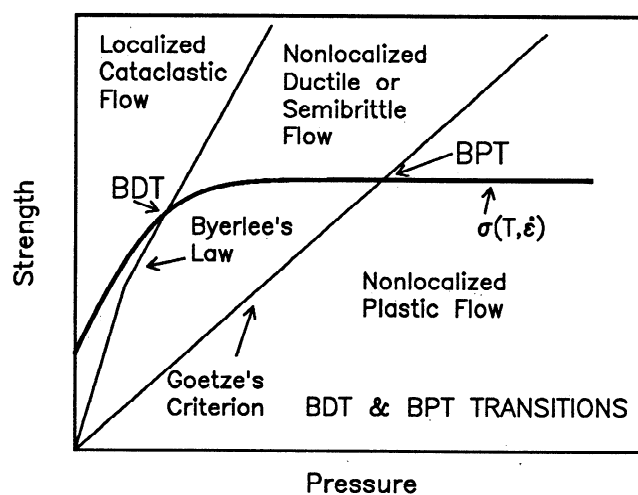 Localized
Cataclastic
Flow
Nonlocalized
Ductile or
Semibrittle
Flow
BPT
BDT
Byerlee's
Law
σ(T,ε̇)
Nonlocalized
Plastic Flow
Goetze's
Criterion
BDT & BPT TRANSITIONS
Strength
Pressure